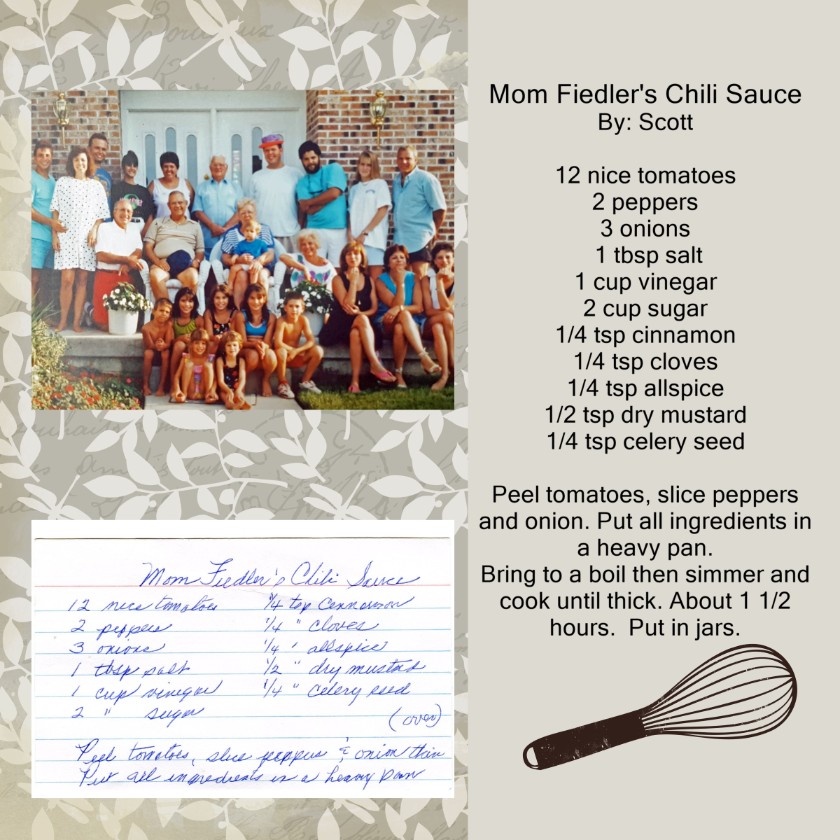 Mom Fiedler's Chili Sauce
By: Scott
12 nice tomatoes
2 peppers
3 onions
1 tbsp salt
1 cup vinegar
2 cup sugar
1/4 tsp cinnamon
1/4 tsp cloves
1/4 tsp allspice
1/2 tsp dry mustard
1/4 tsp celery seed
Peel tomatoes, slice peppers
and onion. Put all ingredients in
a heavy pan.
Bring to a boil then simmer and
cook until thick. About 1 1/2
hours. Put in jars.
Mom Fiedler's Chili Sauce
12 nice tomatoes 1/4 tsp cinnamon
2 peppers 1/4 " cloves
3 onions 1/4 " allspice
1 tbsp salt 1/2 " dry mustard
1 cup vinegar 1/4 " celery seed
2 " sugar (over)
Peel tomatoes, slice peppers & onion thin
Put all ingredients in a heavy pan